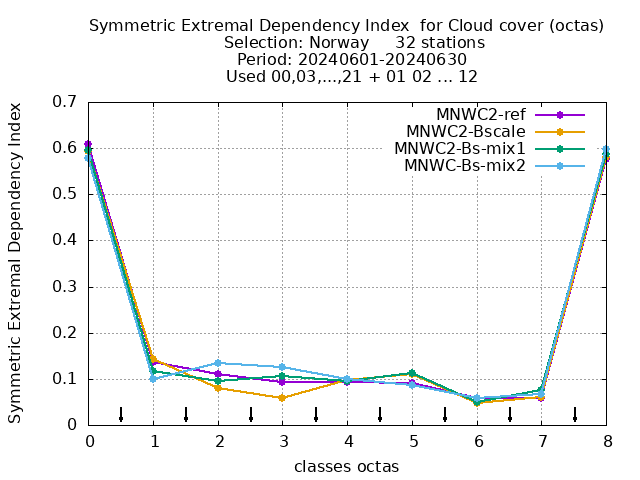 Symmetric Extremal Dependency Index  for Cloud cover (octas)
Selection: Norway     32 stations
Period: 20240601-20240630
Used 00,03,...,21 + 01 02 ... 12
Symmetric Extremal Dependency Index
0.7
0.6
0.5
0.4
0.3
0.2
0.1
0
MNWC2-ref
MNWC2-Bscale
MNWC2-Bs-mix1
MNWC-Bs-mix2
0 1 2 3 4 5 6 7 8
classes octas